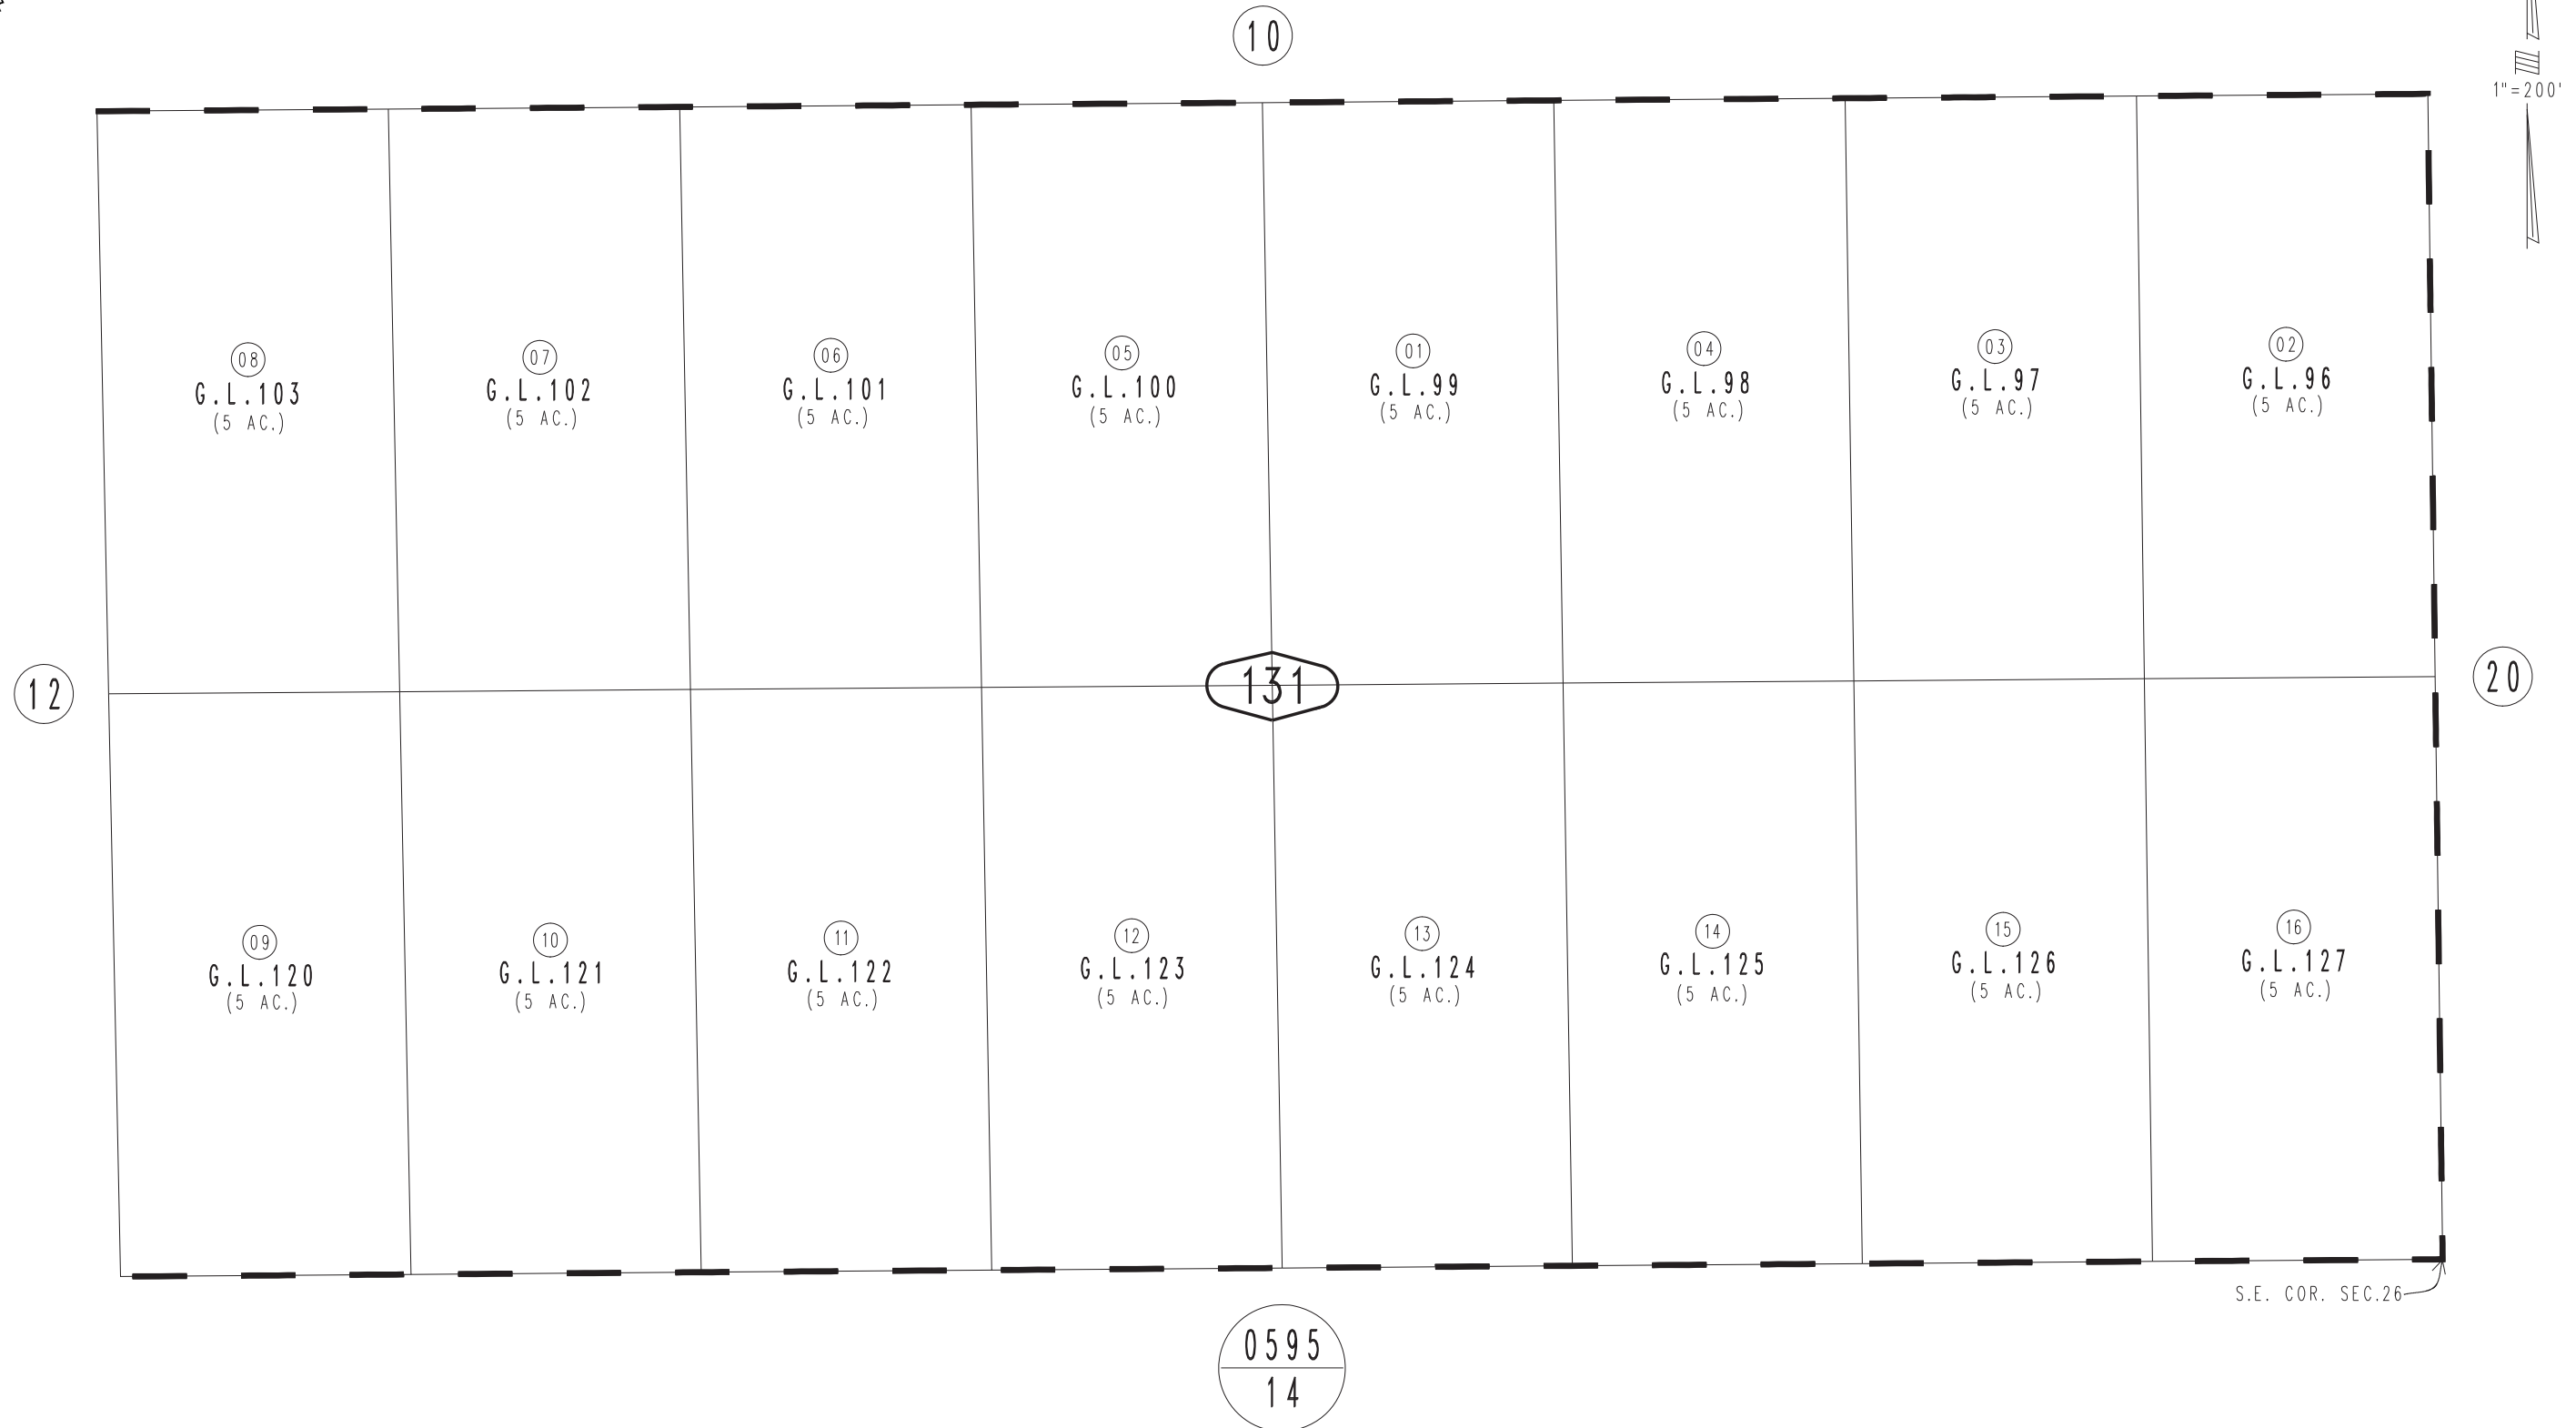 10
1"=200'
08
G.L.103
(5 AC.)
07
G.L.102
(5 AC.)
06
G.L.101
(5 AC.)
05
G.L.100
(5 AC.)
01
G.L.99
(5 AC.)
04
G.L.98
(5 AC.)
03
G.L.97
(5 AC.)
02
G.L.96
(5 AC.)
12
131
20
09
G.L.120
(5 AC.)
10
G.L.121
(5 AC.)
11
G.L.122
(5 AC.)
12
G.L.123
(5 AC.)
13
G.L.124
(5 AC.)
14
G.L.125
(5 AC.)
15
G.L.126
(5 AC.)
16
G.L.127
(5 AC.)
S.E. COR. SEC.26
0595
14